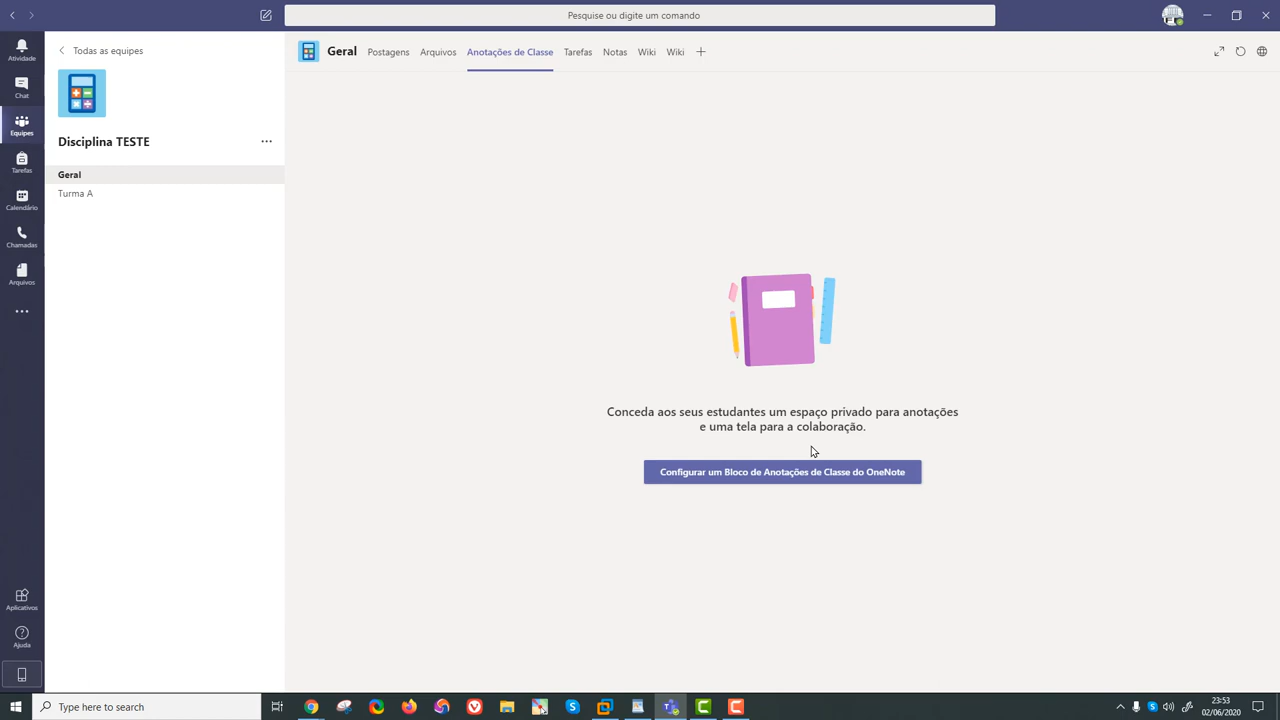 Pesquise ou digite um comando
Atividade
Chat
Equipes
Tarefas
Calendário
Chamadas
Arquivos
Aplicativos
Ajuda
Todas as equipes
Disciplina TESTE
Geral
Turma A
Geral Postagens Arquivos Anotações de Classe Tarefas Notas Wiki Wiki
Conceda aos seus estudantes um espaço privado para anotações
e uma tela para a colaboração.
Configurar um Bloco de Anotações de Classe do OneNote
Type here to search
23:53
02/06/2020